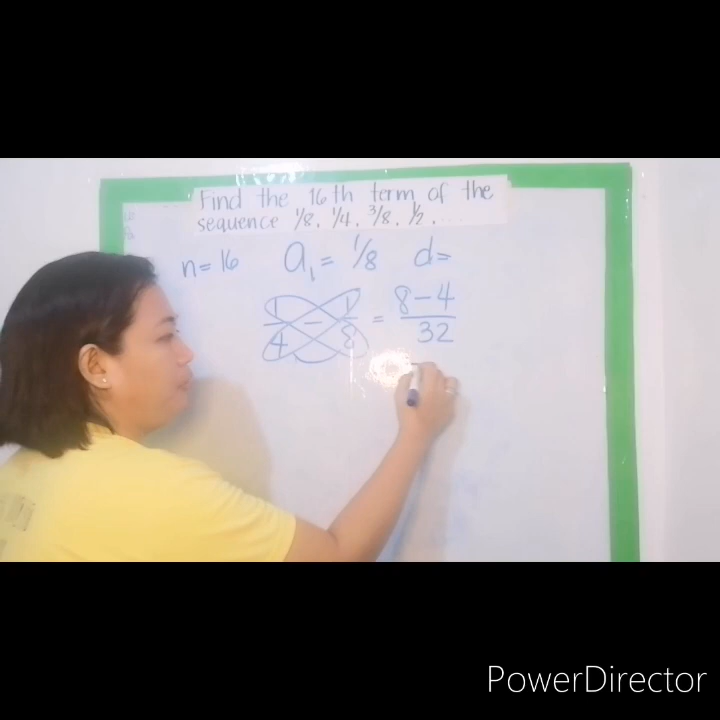 Find the 16th term of the
sequence 1/8, 1/4, 3/8, 1/2, ....
n=16 a₁ = 1/8 d=
1/4 - 1/8 = 8-4/32
PowerDirector